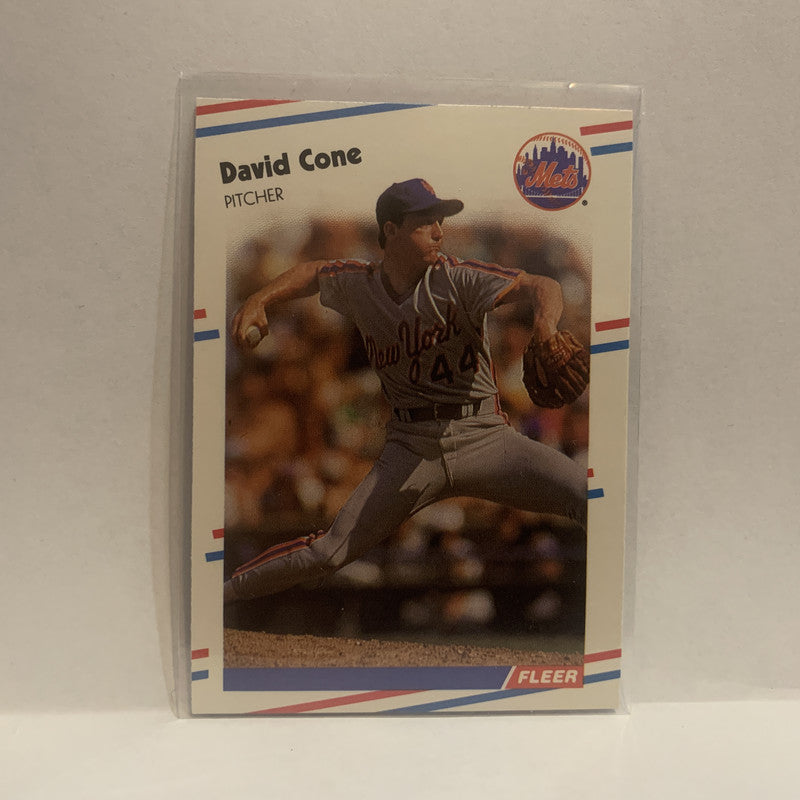 David Cone
PITCHER
Mets
New York
44
FLEER